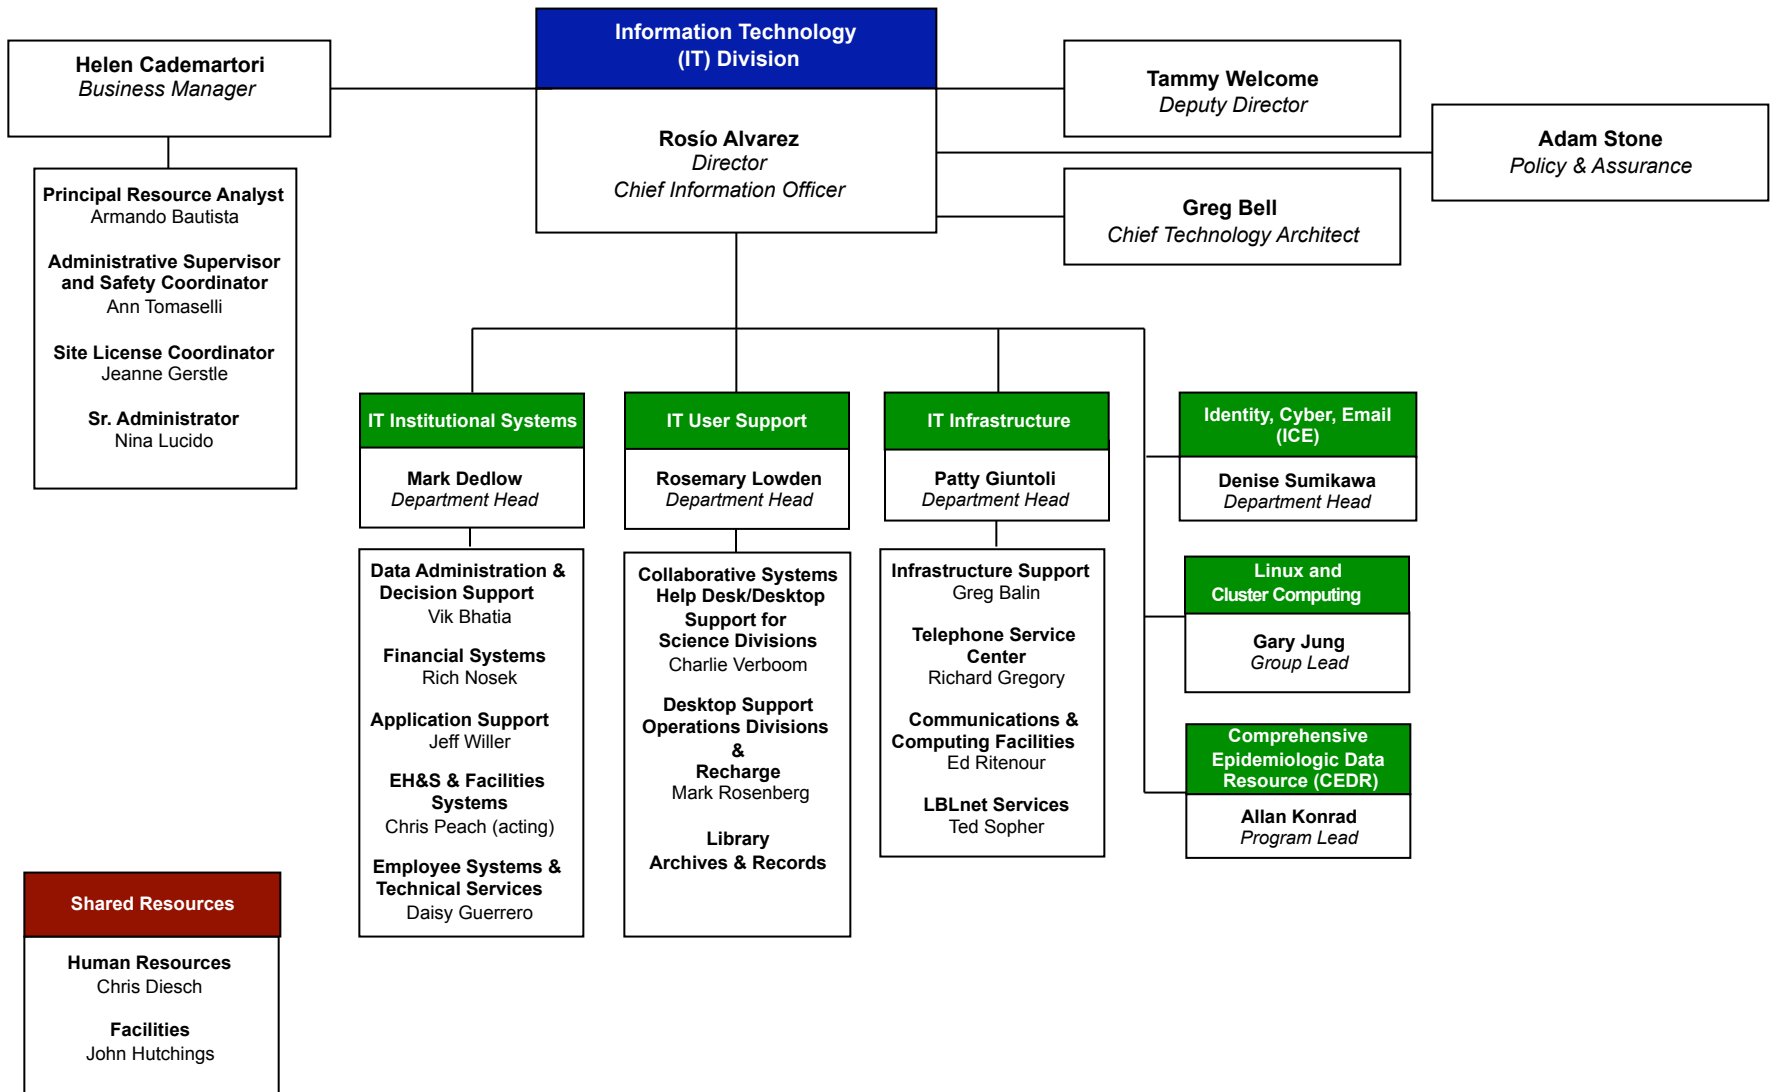 Information Technology
(IT) Division
Rosío Alvarez
Director
Chief Information Officer
Helen Cademartori
Business Manager
Tammy Welcome
Deputy Director
Adam Stone
Policy & Assurance
Greg Bell
Chief Technology Architect
Principal Resource Analyst
Armando Bautista
Administrative Supervisor
and Safety Coordinator
Ann Tomaselli
Site License Coordinator
Jeanne Gerstle
Sr. Administrator
Nina Lucido
IT Institutional Systems
Mark Dedlow
Department Head
Data Administration &
Decision Support
Vik Bhatia
Financial Systems
Rich Nosek
Application Support
Jeff Willer
EH&S & Facilities
Systems
Chris Peach (acting)
Employee Systems &
Technical Services
Daisy Guerrero
IT User Support
Rosemary Lowden
Department Head
Collaborative Systems
Help Desk/Desktop
Support for
Science Divisions
Charlie Verboom
Desktop Support
Operations Divisions
&
Recharge
Mark Rosenberg
Library
Archives & Records
IT Infrastructure
Patty Giuntoli
Department Head
Infrastructure Support
Greg Balin
Telephone Service
Center
Richard Gregory
Communications &
Computing Facilities
Ed Ritenour
LBLnet Services
Ted Sopher
Identity, Cyber, Email
(ICE)
Denise Sumikawa
Department Head
Linux and
Cluster Computing
Gary Jung
Group Lead
Comprehensive
Epidemiologic Data
Resource (CEDR)
Allan Konrad
Program Lead
Shared Resources
Human Resources
Chris Diesch
Facilities
John Hutchings